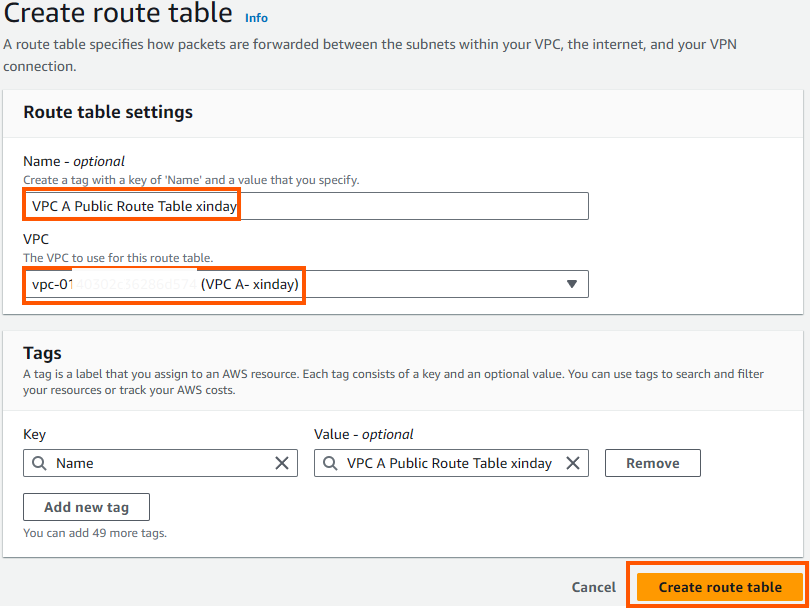 Create route table Info
A route table specifies how packets are forwarded between the subnets within your VPC, the internet, and your VPN
connection.
Route table settings
Name - optional
Create a tag with a key of 'Name' and a value that you specify.
VPC A Public Route Table xinday
VPC
The VPC to use for this route table.
vpc-01 (VPC A- xinday)
Tags
A tag is a label that you assign to an AWS resource. Each tag consists of a key and an optional value. You can use tags to search and filter
your resources or track your AWS costs.
Key Value - optional
Name VPC A Public Route Table xinday Remove
Add new tag
You can add 49 more tags.
Cancel Create route table